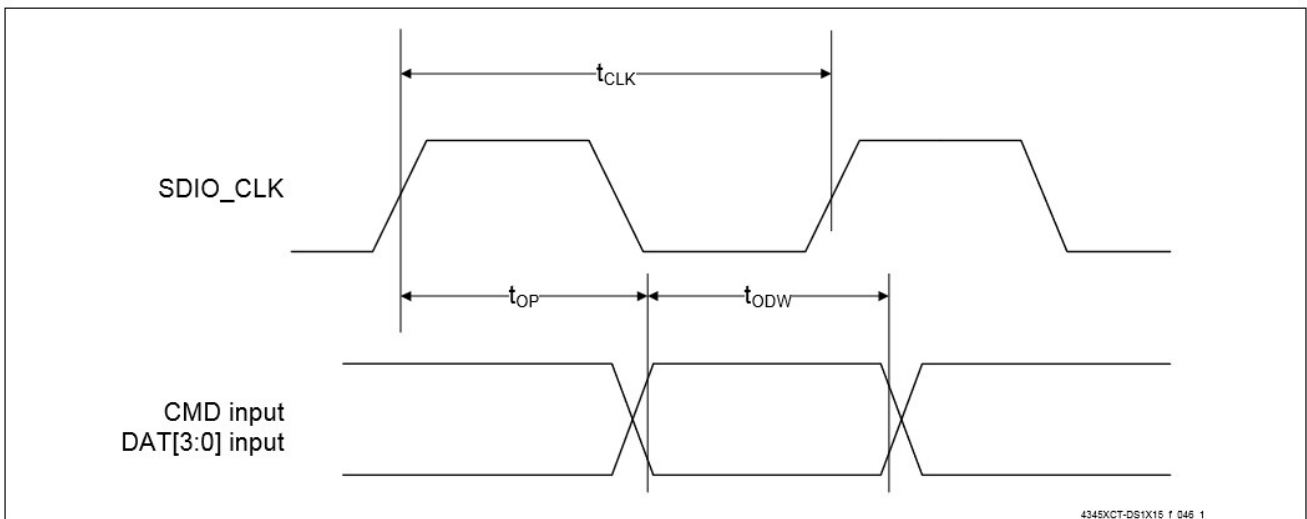 tCLK
SDIO_CLK
tOP
tODW
CMD input
DAT[3:0] input
4345XCT-DS1X15 f 046 1